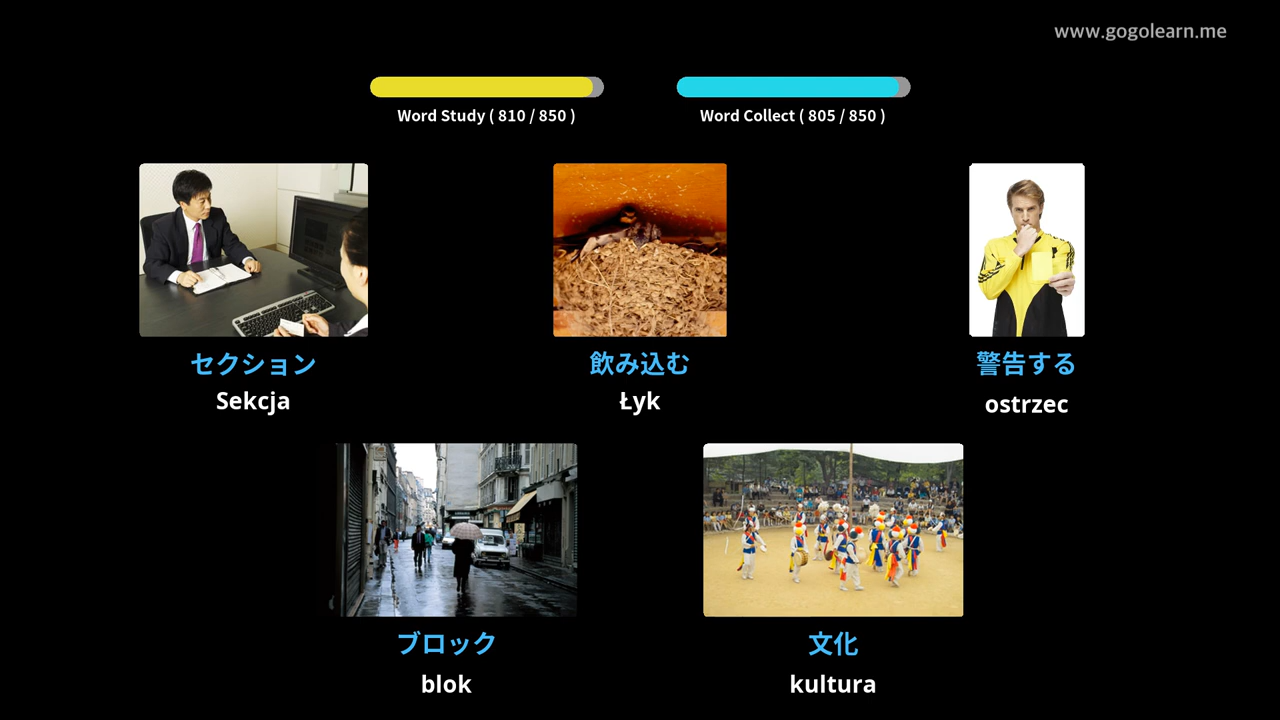 www.gogolearn.me
Word Study ( 810 / 850 )
Word Collect ( 805 / 850 )
セクション
Sekcja
飲み込む
Łyk
警告する
ostrzec
ブロック
blok
文化
kultura